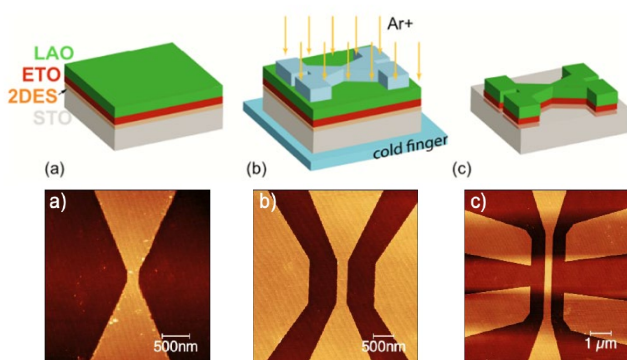 LAO
ETO
2DES
STO
(a)
Ar+
cold finger
(b)
(c)
a)
500nm
b)
500nm
c)
1 µm